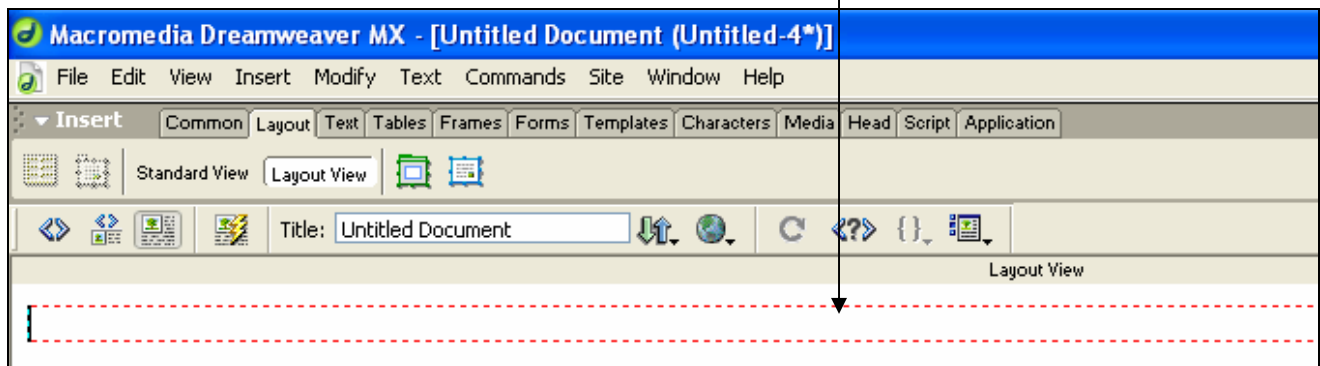 Macromedia Dreamweaver MX - [Untitled Document (Untitled-4*)]
File Edit View Insert Modify Text Commands Site Window Help
Insert Common Layout Text Tables Frames Forms Templates Characters Media Head Script Application
Standard View Layout View
Title: Untitled Document
Layout View